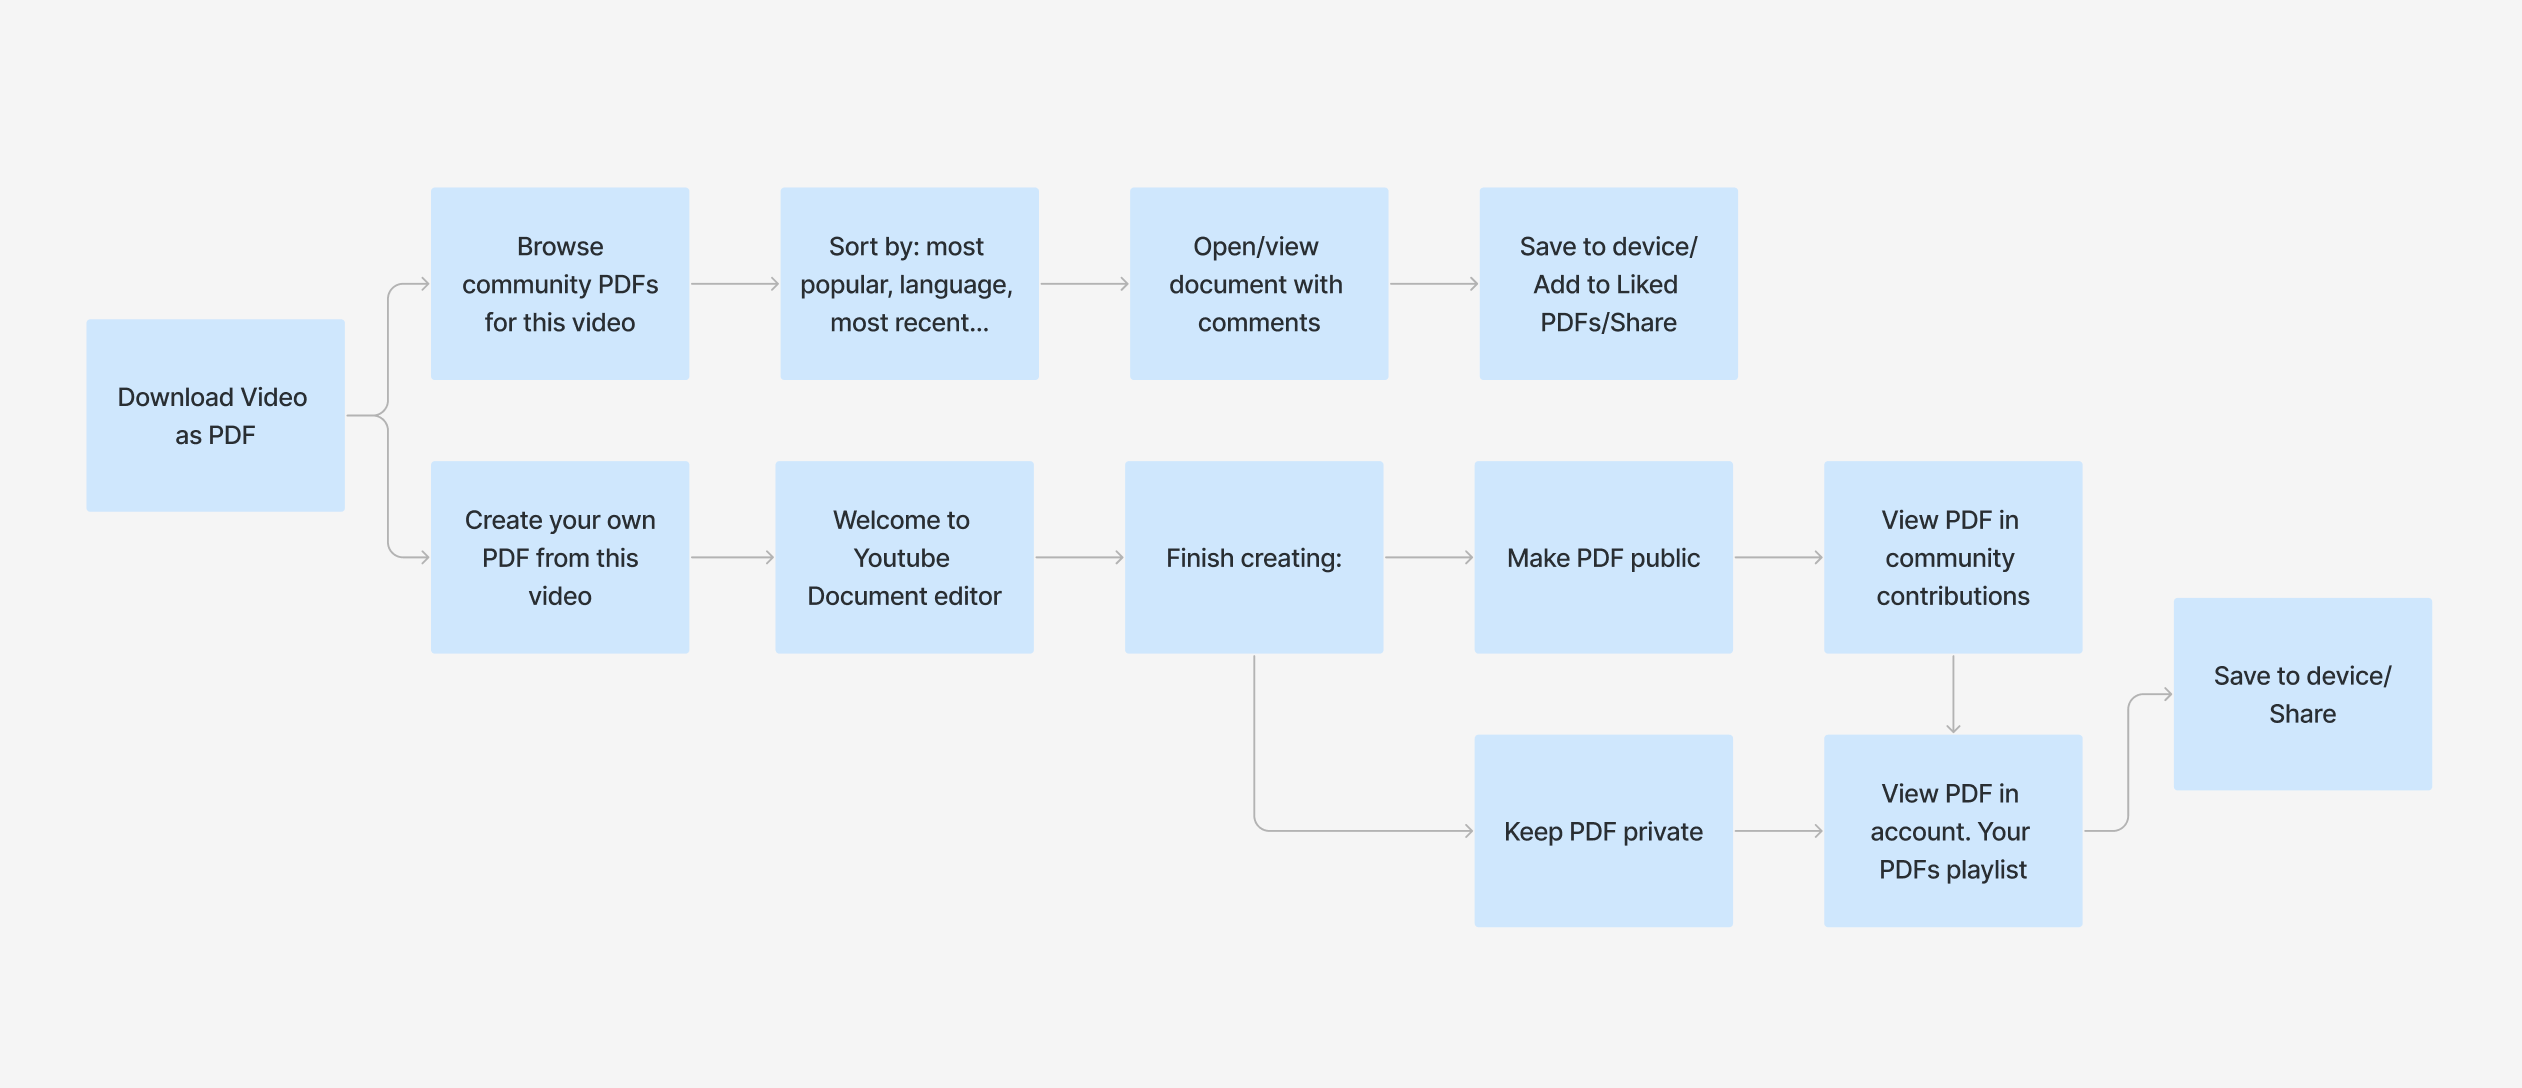 Download Video
as PDF
Browse
community PDFs
for this video
Sort by: most
popular, language,
most recent...
Open/view
document with
comments
Save to device/
Add to Liked
PDFs/Share
Create your own
PDF from this
video
Welcome to
Youtube
Document editor
Finish creating:
Make PDF public
View PDF in
community
contributions
Keep PDF private
View PDF in
account. Your
PDFs playlist
Save to device/
Share